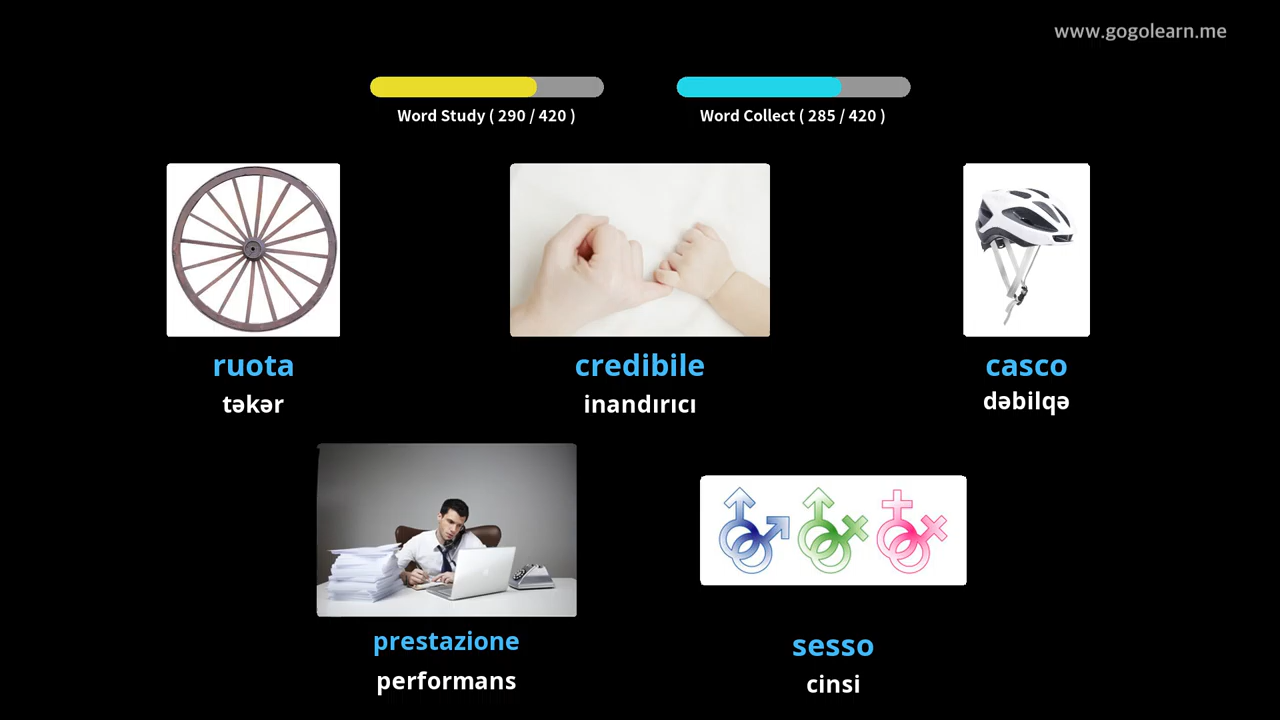 www.gogolearn.me
Word Study ( 290 / 420 )
Word Collect ( 285 / 420 )
ruota
təkər
credibile
inandırıcı
casco
dəbilqə
prestazione
performans
sesso
cinsi